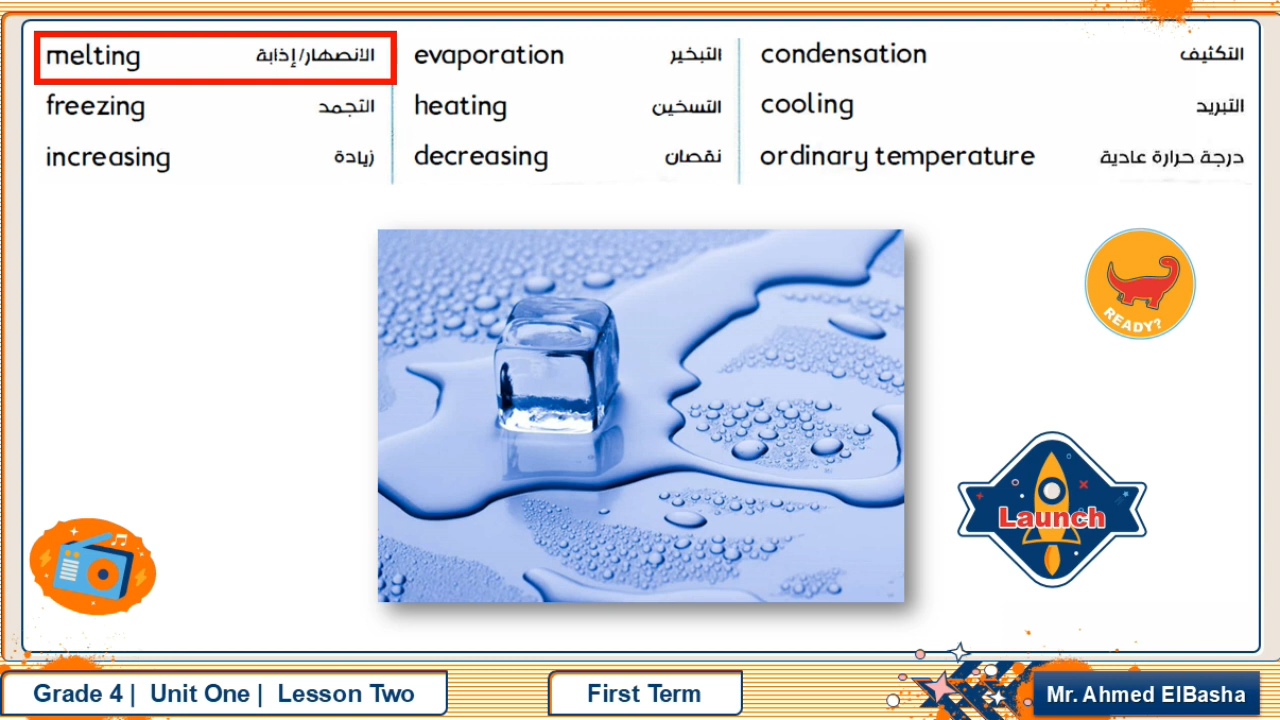 melting الانصهار/إذابة evaporation التبخير condensation التكثيف
freezing التجمد heating التسخين cooling التبريد
increasing زيادة decreasing نقصان ordinary temperature درجة حرارة عادية
READY?
Launch
Grade 4 | Unit One | Lesson Two
First Term
Mr. Ahmed ElBasha